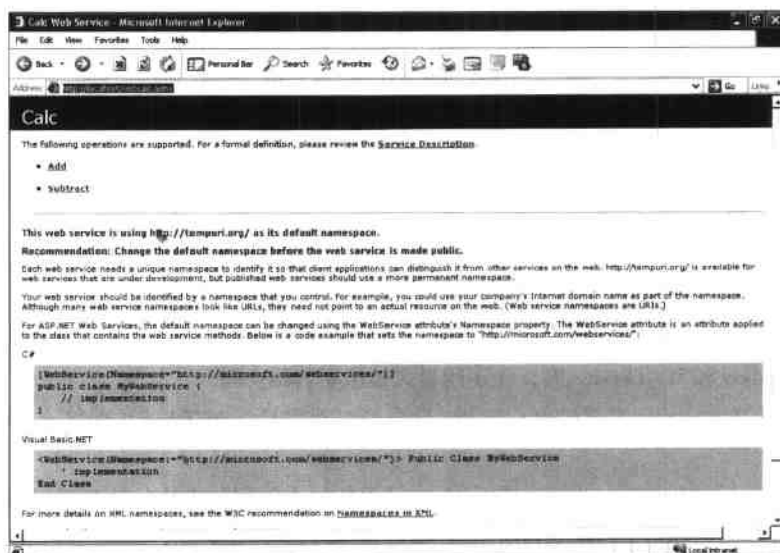 Calc Web Service - Microsoft Internet Explorer
File Edit View Favorites Tools Help
Back Personal Bar Search Favorites
Address Go Links
Calc
The following operations are supported. For a formal definition, please review the Service Description.
• Add
• Subtract
This web service is using http://tempuri.org/ as its default namespace.
Recommendation: Change the default namespace before the web service is made public.
Each web service needs a unique namespace to identify it so that client applications can distinguish it from other services on the web. http://tempuri.org/ is available for
web services that are under development, but published web services should use a more permanent namespace.
Your web service should be identified by a namespace that you control. For example, you could use your company's Internet domain name as part of the namespace.
Although many web service namespaces look like URLs, they need not point to an actual resource on the web. (Web service namespaces are URIs.)
For ASP.NET Web Services, the default namespace can be changed using the WebService attribute's Namespace property. The WebService attribute is an attribute applied
to the class that contains the web service methods. Below is a code example that sets the namespace to "http://microsoft.com/webservices/":
C#
[WebService(Namespace="http://microsoft.com/webservices/")]
public class MyWebService {
// implementation
}
Visual Basic.NET
<WebService(Namespace:="http://microsoft.com/webservices/")> Public Class MyWebService
' implementation
End Class
For more details on XML namespaces, see the W3C recommendation on Namespaces in XML.
Local intranet